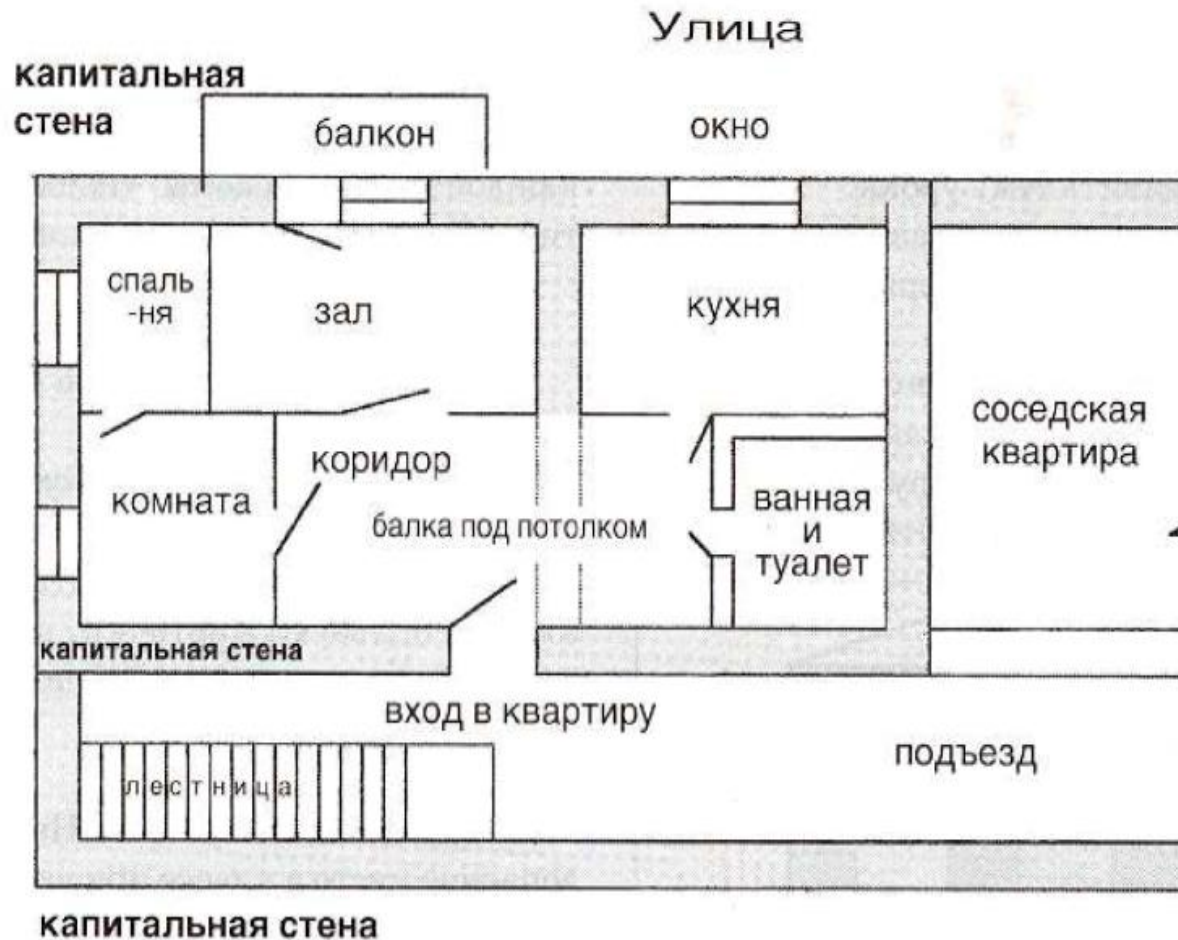 Улица
капитальная
стена
балкон
окно
спаль
-ня
зал
кухня
соседская
квартира
коридор
комната
балка под потолком
ванная
и
туалет
капитальная стена
вход в квартиру
подъезд
лестница
капитальная стена